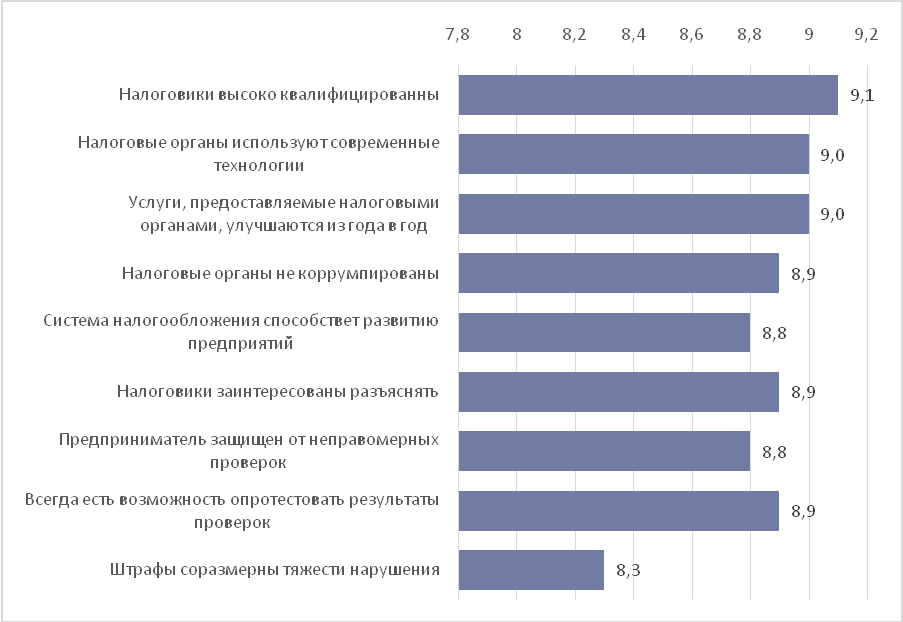 7,8 8 8,2 8,4 8,6 8,8 9 9,2
Налоговики высоко квалифицированны
9,1
Налоговые органы используют современные
технологии
9,0
Услуги, предоставляемые налоговыми
органами, улучшаются из года в год
9,0
Налоговые органы не коррумпированы
8,9
Система налогообложения способствет развитию
предприятий
8,8
Налоговики заинтересованы разъяснять
8,9
Предприниматель защищен от неправомерных
проверок
8,8
Всегда есть возможность опротестовать результаты
проверок
8,9
Штрафы соразмерны тяжести нарушения
8,3